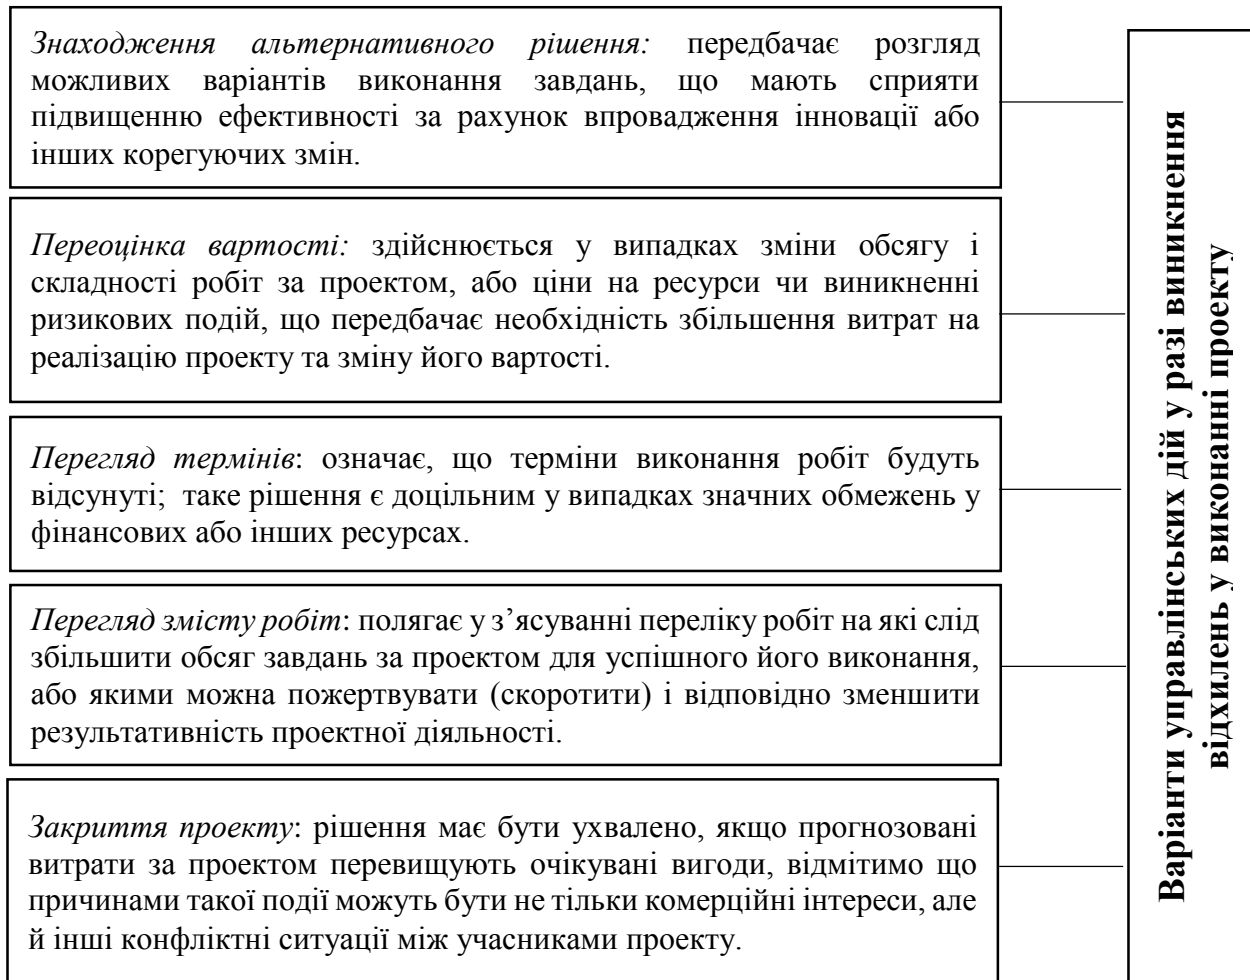 Знаходження альтернативного рішення: передбачає розгляд
можливих варіантів виконання завдань, що мають сприяти
підвищенню ефективності за рахунок впровадження інновації або
інших корегуючих змін.
Переоцінка вартості: здійснюється у випадках зміни обсягу і
складності робіт за проектом, або ціни на ресурси чи виникненні
ризикових подій, що передбачає необхідність збільшення витрат на
реалізацію проекту та зміну його вартості.
Перегляд термінів: означає, що терміни виконання робіт будуть
відсунуті; таке рішення є доцільним у випадках значних обмежень у
фінансових або інших ресурсах.
Перегляд змісту робіт: полягає у з’ясуванні переліку робіт на які слід
збільшити обсяг завдань за проектом для успішного його виконання,
або якими можна пожертвувати (скоротити) і відповідно зменшити
результативність проектної діяльності.
Закриття проекту: рішення має бути ухвалено, якщо прогнозовані
витрати за проектом перевищують очікувані вигоди, відмітимо що
причинами такої події можуть бути не тільки комерційні інтереси, але
й інші конфліктні ситуації між учасниками проекту.
Варіанти управлінських дій у разі виникнення
відхилень у виконанні проекту